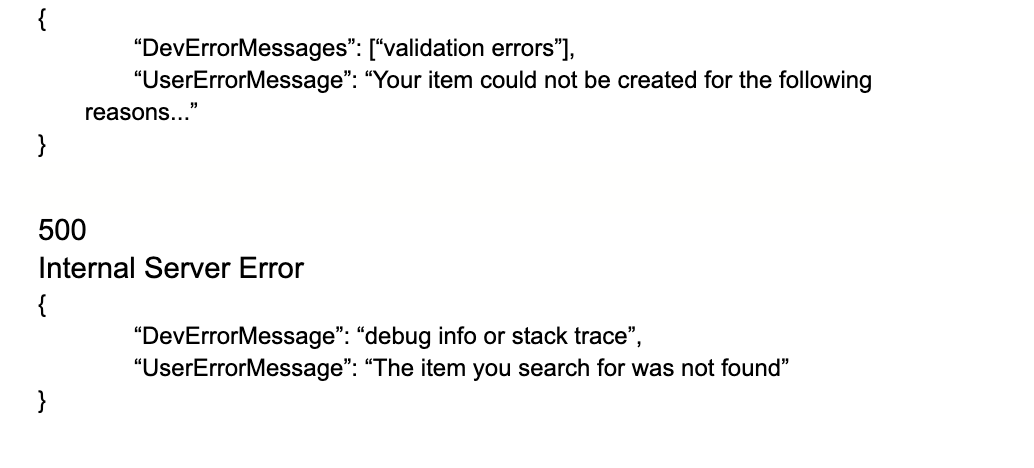 {
“DevErrorMessages”: [“validation errors”],
“UserErrorMessage”: “Your item could not be created for the following
reasons...”
}
500
Internal Server Error
{
“DevErrorMessage”: “debug info or stack trace”,
“UserErrorMessage”: “The item you search for was not found”
}